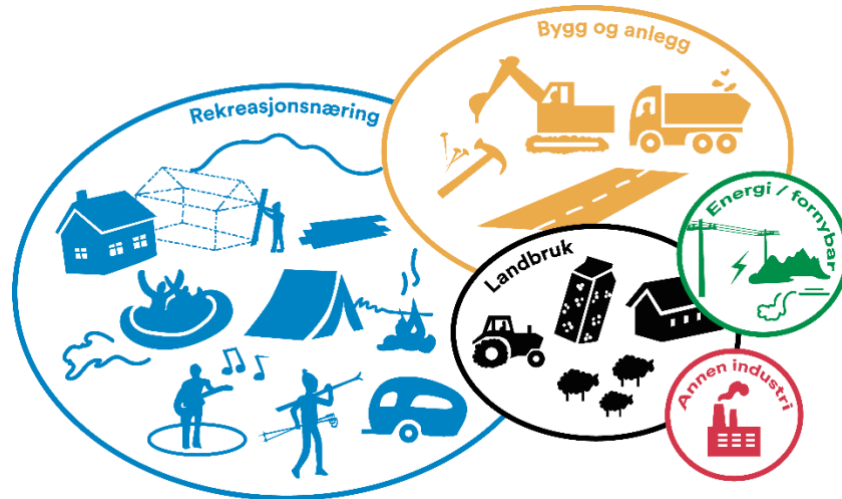 Rekreasjonsnæring
Bygg og anlegg
Energi / fornybar
Landbruk
Annen industri